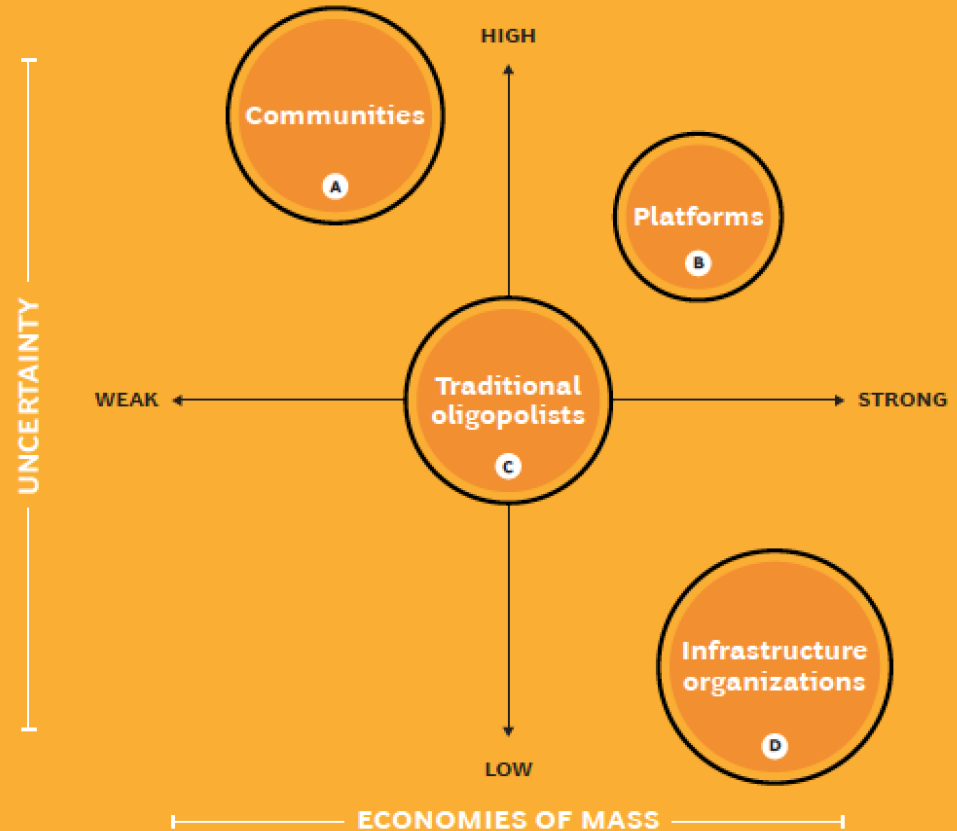 HIGH
Communities
A
Platforms
B
UNCERTAINTY
WEAK
Traditional
oligopolists
C
STRONG
Infrastructure
organizations
D
LOW
ECONOMIES OF MASS